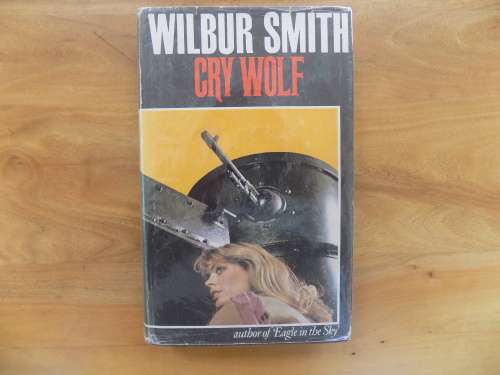 WILBUR SMITH
CRY WOLF
author of 'Eagle in the Sky'